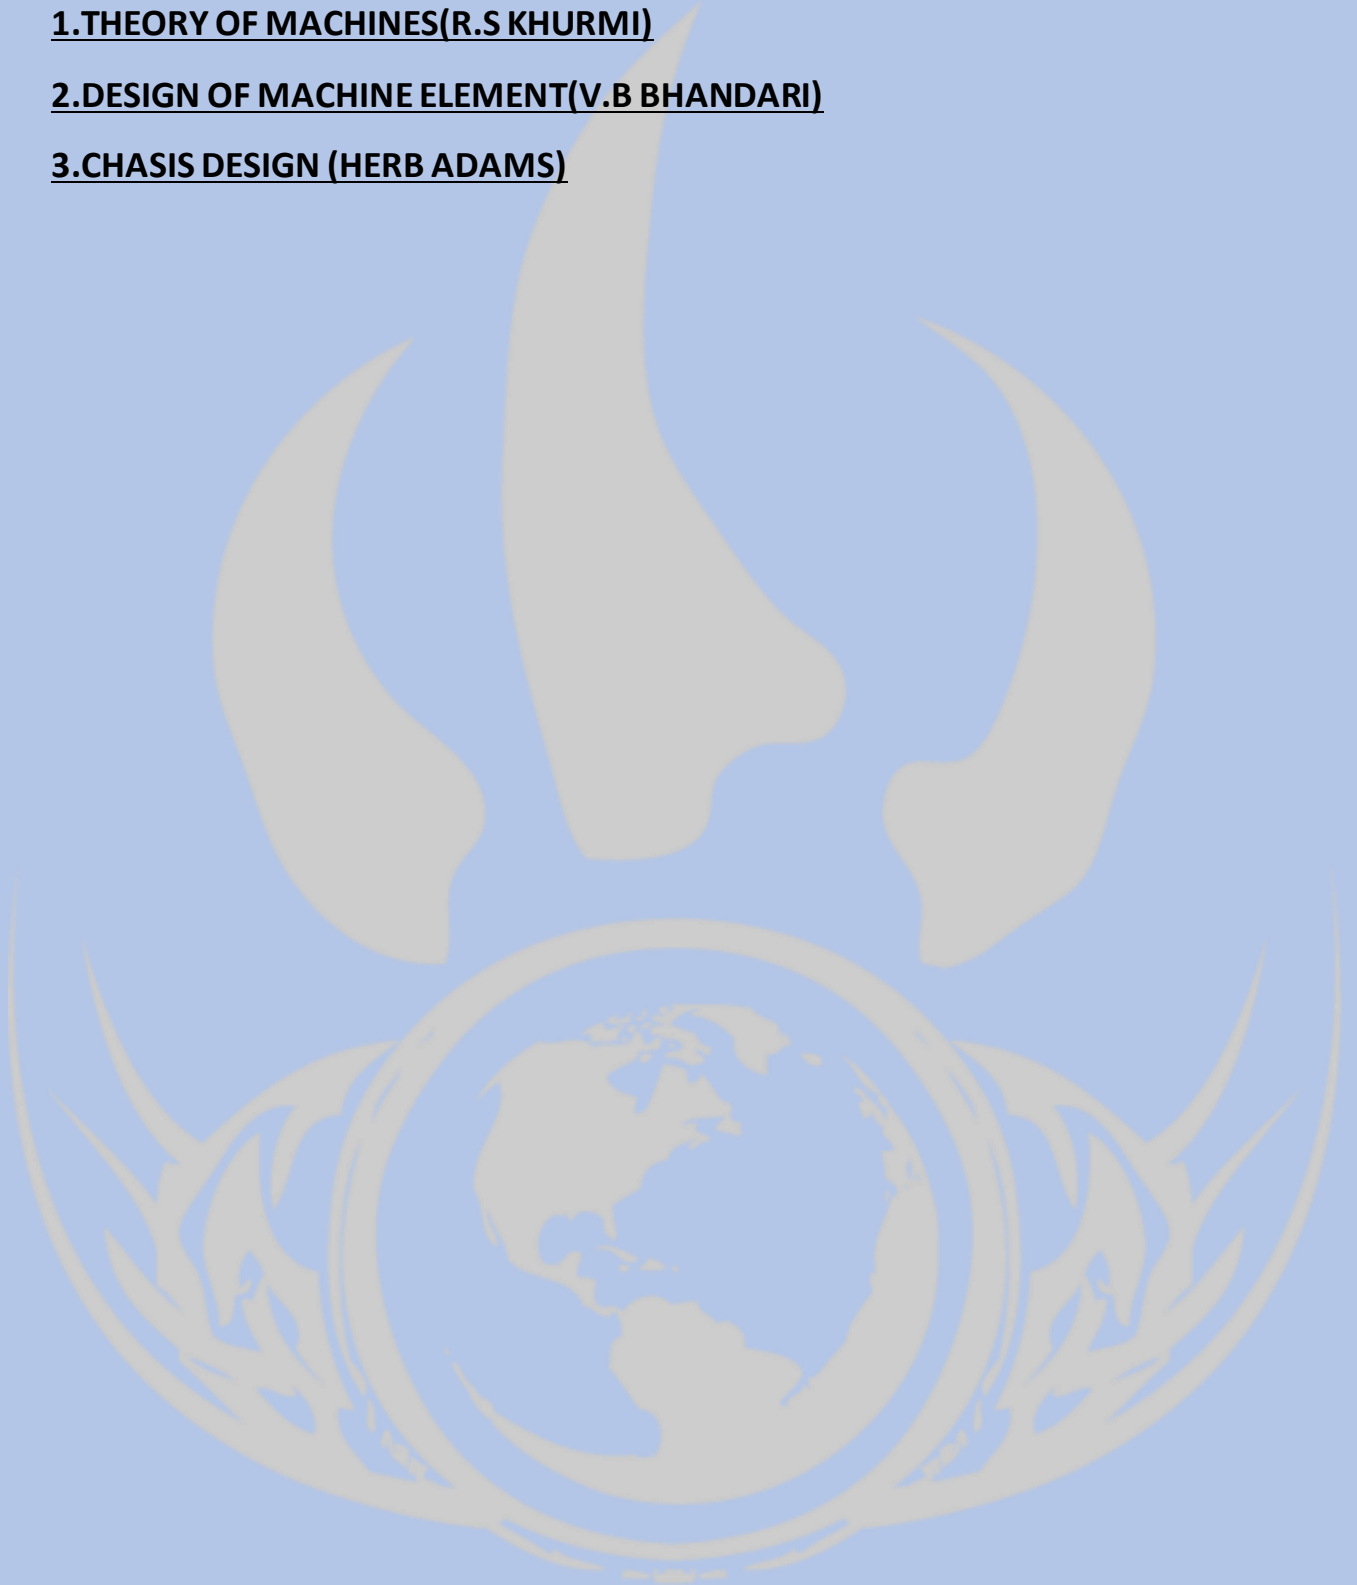 1.THEORY OF MACHINES(R.S KHURMI)
2.DESIGN OF MACHINE ELEMENT(V.B BHANDARI)
3.CHASIS DESIGN (HERB ADAMS)